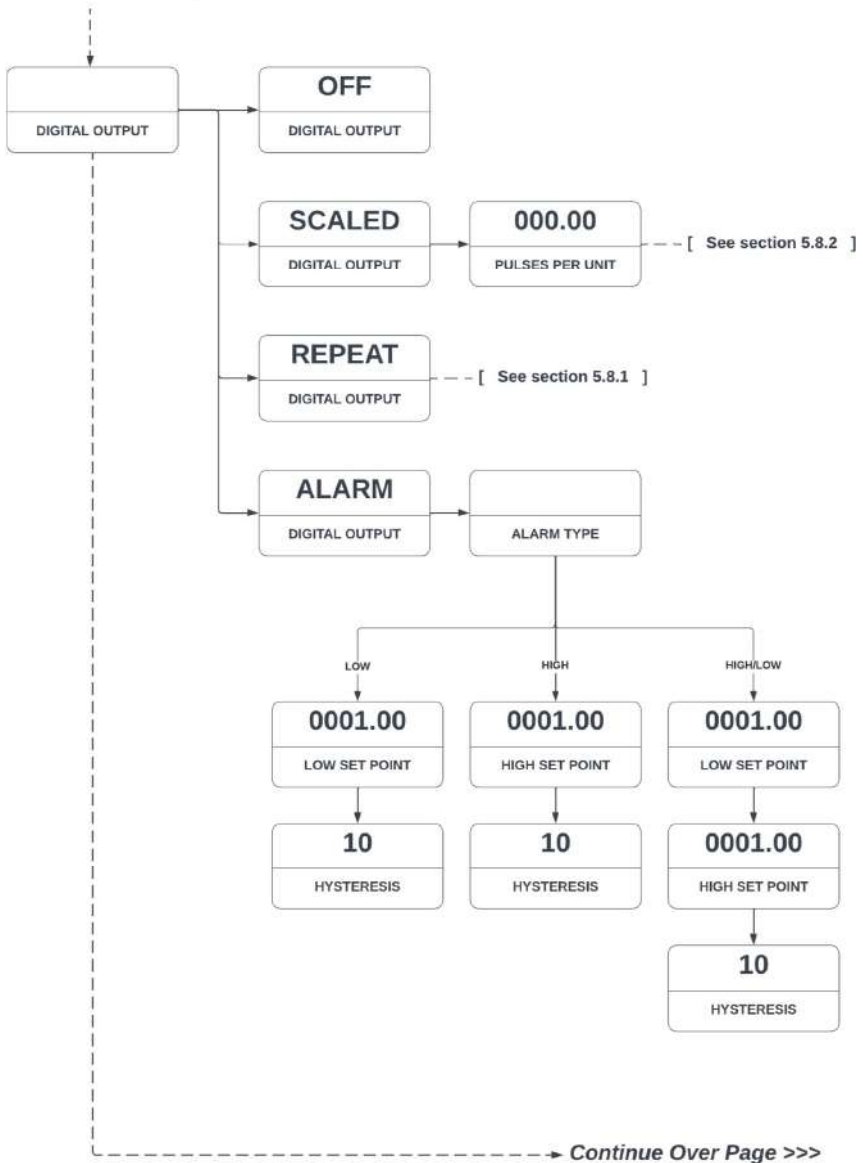 OFF
DIGITAL OUTPUT
DIGITAL OUTPUT
SCALED
DIGITAL OUTPUT
000.00
PULSES PER UNIT
[ See section 5.8.2 ]
REPEAT
DIGITAL OUTPUT
[ See section 5.8.1 ]
ALARM
DIGITAL OUTPUT
ALARM TYPE
LOW
HIGH
HIGH/LOW
0001.00
LOW SET POINT
0001.00
HIGH SET POINT
0001.00
LOW SET POINT
10
HYSTERESIS
10
HYSTERESIS
0001.00
HIGH SET POINT
10
HYSTERESIS
Continue Over Page >>>